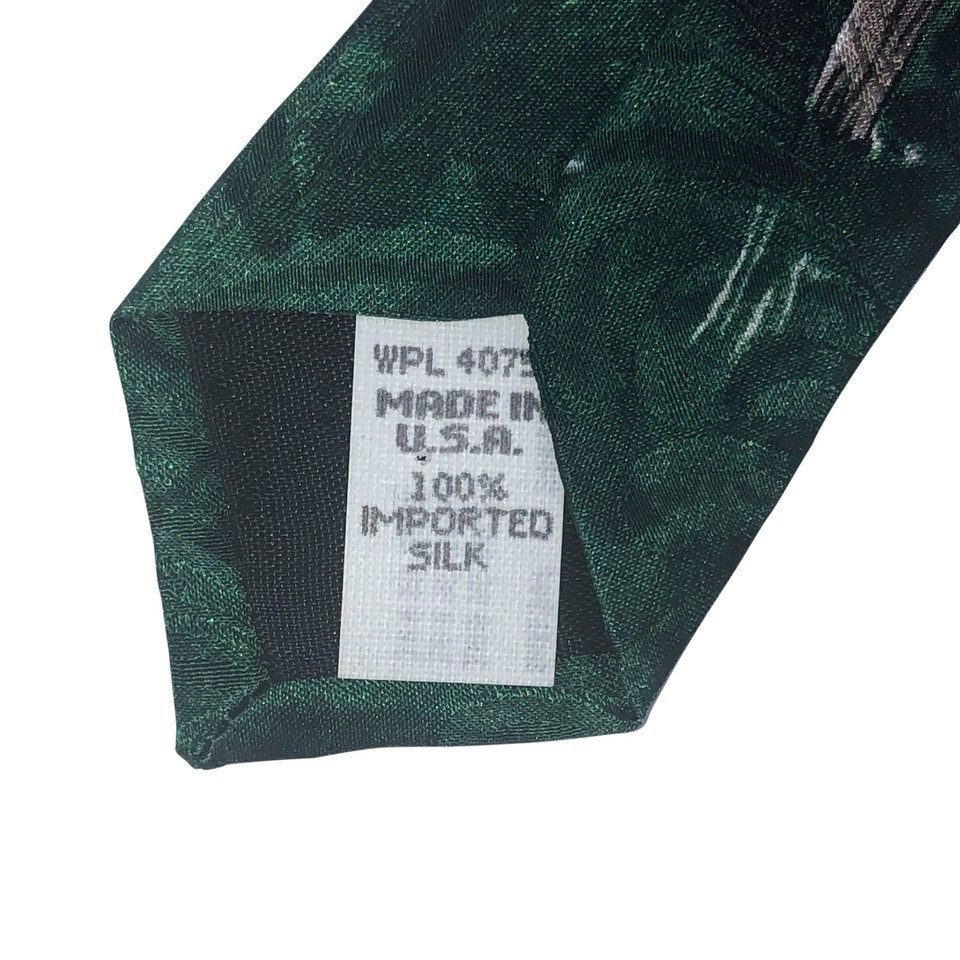 WPL 4075
MADE IN
U.S.A.
100%
IMPORTED
SILK